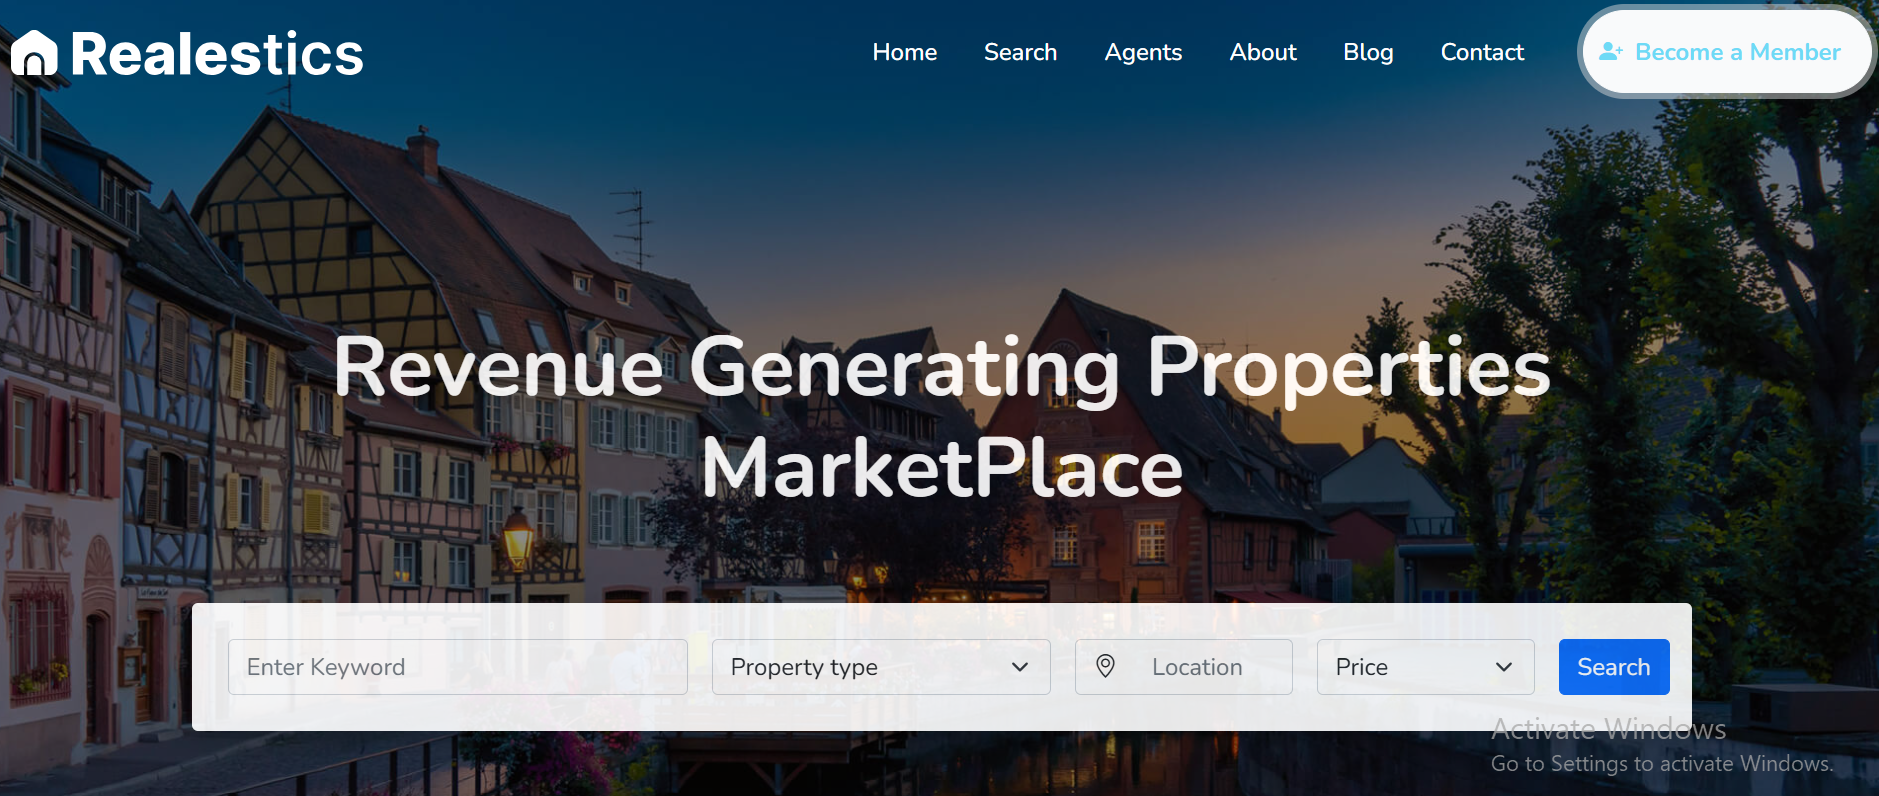 Realestics
Home
Search
Agents
About
Blog
Contact
Become a Member
Revenue Generating Properties
MarketPlace
Enter Keyword
Property type
Location
Price
Search
Activate Windows
Go to Settings to activate Windows.